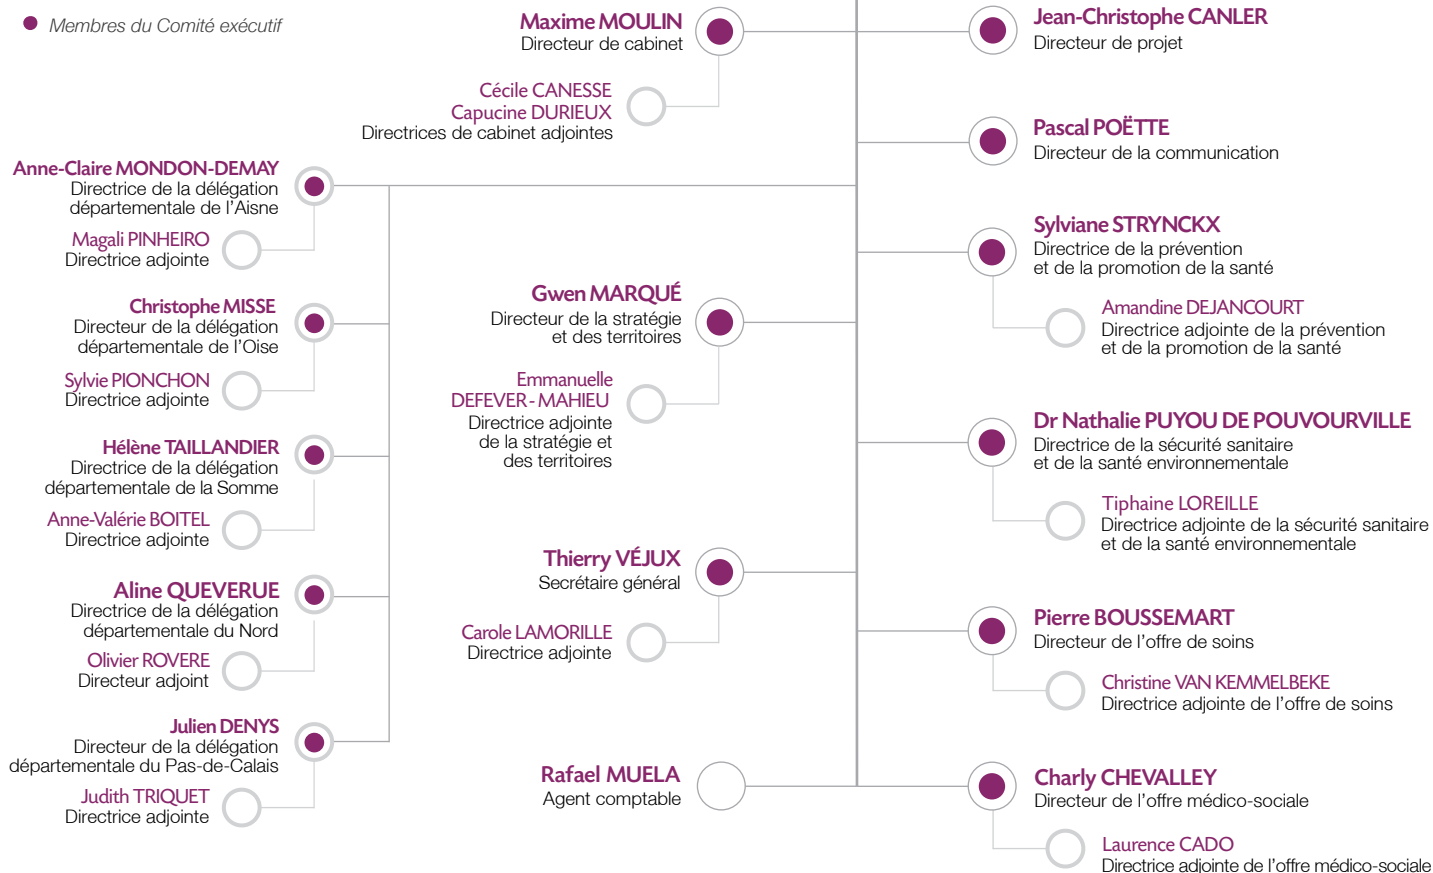 Membres du Comité exécutif
Maxime MOULIN
Directeur de cabinet
Cécile CANESSE
Capucine DURIEUX
Directrices de cabinet adjointes
Anne-Claire MONDON-DEMAY
Directrice de la délégation
départementale de l'Aisne
Magali PINHEIRO
Directrice adjointe
Christophe MISSE
Directeur de la délégation
départementale de l'Oise
Sylvie PIONCHON
Directrice adjointe
Hélène TAILLANDIER
Directrice de la délégation
départementale de la Somme
Anne-Valérie BOITEL
Directrice adjointe
Aline QUEVERUE
Directrice de la délégation
départementale du Nord
Olivier ROVERE
Directeur adjoint
Julien DENYS
Directeur de la délégation
départementale du Pas-de-Calais
Judith TRIQUET
Directrice adjointe
Gwen MARQUÉ
Directeur de la stratégie
et des territoires
Emmanuelle
DEFEVER-MAHIEU
Directrice adjointe
de la stratégie et
des territoires
Thierry VÉJUX
Secrétaire général
Carole LAMORILLE
Directrice adjointe
Rafael MUELA
Agent comptable
Jean-Christophe CANLER
Directeur de projet
Pascal POËTTE
Directeur de la communication
Sylviane STRYNCKX
Directrice de la prévention
et de la promotion de la santé
Amandine DEJANCOURT
Directrice adjointe de la prévention
et de la promotion de la santé
Dr Nathalie PUYOU DE POUVOURVILLE
Directrice de la sécurité sanitaire
et de la santé environnementale
Tiphaine LOREILLE
Directrice adjointe de la sécurité sanitaire
et de la santé environnementale
Pierre BOUSSEMART
Directeur de l'offre de soins
Christine VAN KEMMELBEKE
Directrice adjointe de l'offre de soins
Charly CHEVALLEY
Directeur de l'offre médico-sociale
Laurence CADO
Directrice adjointe de l'offre médico-sociale